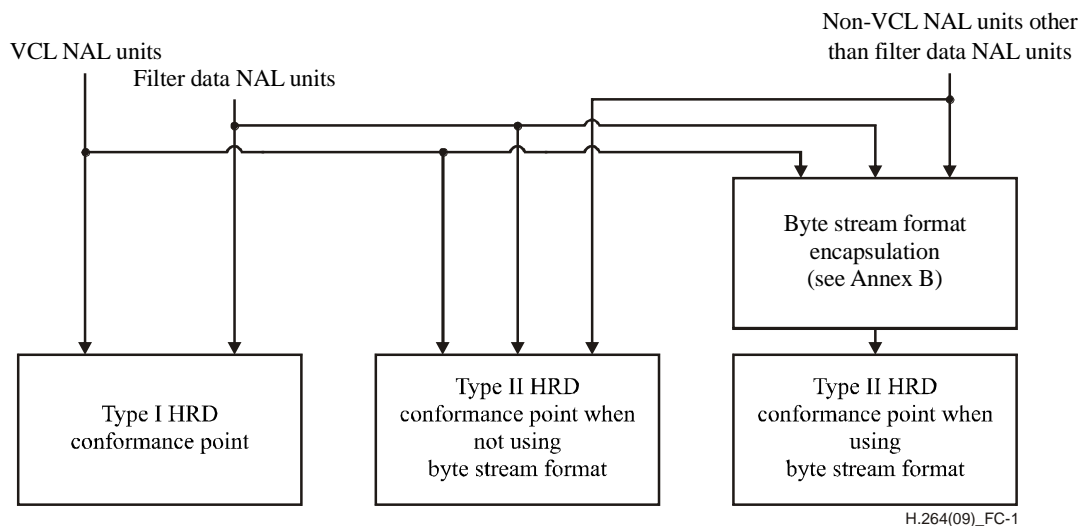 VCL NAL units
Filter data NAL units
Non-VCL NAL units other
than filter data NAL units
Byte stream format
encapsulation
(see Annex B)
Type I HRD
conformance point
Type II HRD
conformance point when
not using
byte stream format
Type II HRD
conformance point when
using
byte stream format
H.264(09)_FC-1